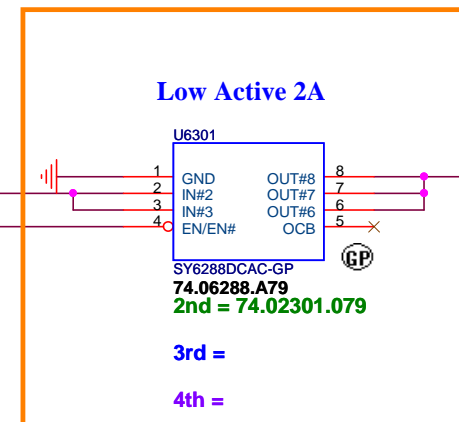 Low Active 2A
U6301
1 GND OUT#8 8
2 IN#2 OUT#7 7
3 IN#3 OUT#6 6
4 EN/EN# OCB 5
GP
SY6288DCAC-GP
74.06288.A79
2nd = 74.02301.079
3rd =
4th =